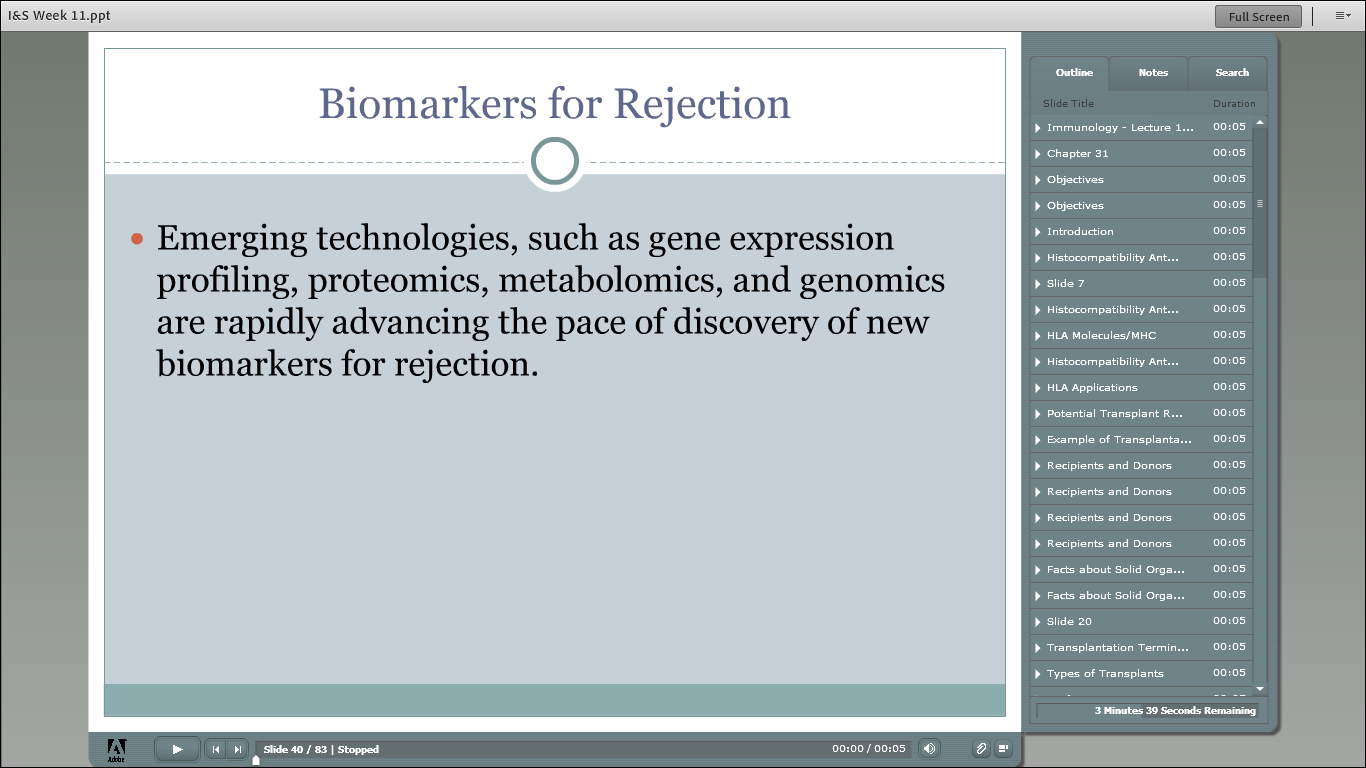 I&S Week 11.ppt
Full Screen
Biomarkers for Rejection
Emerging technologies, such as gene expression
profiling, proteomics, metabolomics, and genomics
are rapidly advancing the pace of discovery of new
biomarkers for rejection.
Outline Notes Search
Slide Title Duration
Immunology - Lecture 1... 00:05
Chapter 31 00:05
Objectives 00:05
Objectives 00:05
Introduction 00:05
Histocompatibility Ant... 00:05
Slide 7 00:05
Histocompatibility Ant... 00:05
HLA Molecules/MHC 00:05
Histocompatibility Ant... 00:05
HLA Applications 00:05
Potential Transplant R... 00:05
Example of Transplanta... 00:05
Recipients and Donors 00:05
Recipients and Donors 00:05
Recipients and Donors 00:05
Recipients and Donors 00:05
Facts about Solid Orga... 00:05
Facts about Solid Orga... 00:05
Slide 20 00:05
Transplantation Termin... 00:05
Types of Transplants 00:05
3 Minutes 39 Seconds Remaining
Adobe
Slide 40 / 83 | Stopped
00:00 / 00:05